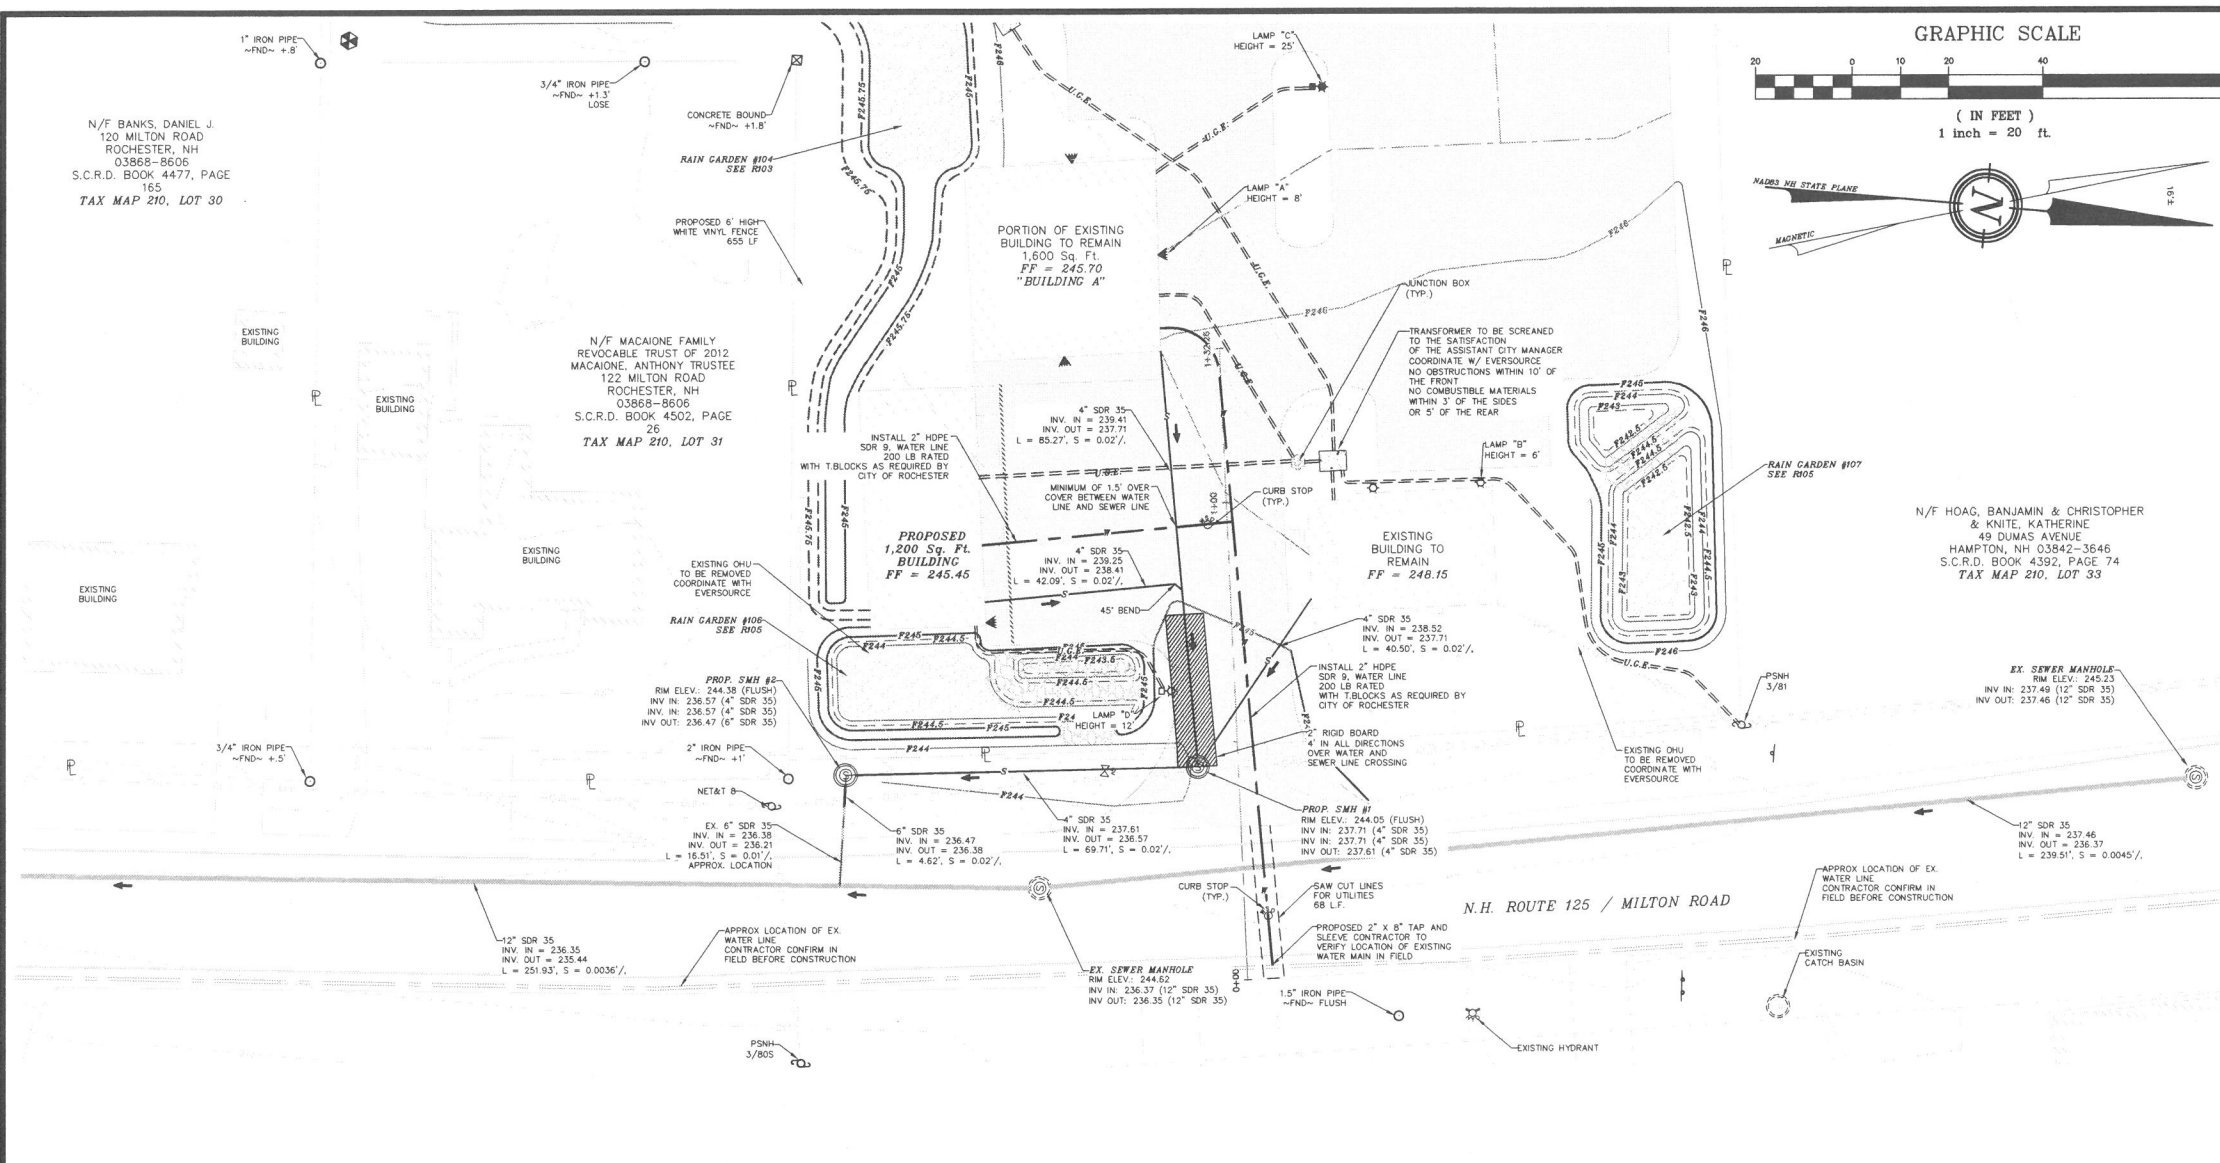 GRAPHIC SCALE
20 0 10 20 40
( IN FEET )
1 inch = 20 ft.
NAD83 NH STATE PLANE
MAGNETIC
N
1" IRON PIPE
~FND~ +.8'
3/4" IRON PIPE
~FND~ +1.3'
LOSE
CONCRETE BOUND
~FND~ +1.8'
N/F BANKS, DANIEL J.
120 MILTON ROAD
ROCHESTER, NH
03868-8606
S.C.R.D. BOOK 4477, PAGE
165
TAX MAP 210, LOT 30
RAIN GARDEN #104
SEE R103
PROPOSED 6' HIGH
WHITE VINYL FENCE
655 LF
LAMP "C"
HEIGHT = 25'
LAMP "A"
HEIGHT = 8'
PORTION OF EXISTING
BUILDING TO REMAIN
1,600 Sq. Ft.
FF = 245.70
"BUILDING A"
JUNCTION BOX
(TYP.)
TRANSFORMER TO BE SCREANED
TO THE SATISFACTION
OF THE ASSISTANT CITY MANAGER
COORDINATE W/ EVERSOURCE
NO OBSTRUCTIONS WITHIN 10' OF
THE FRONT
NO COMBUSTIBLE MATERIALS
WITHIN 3' OF THE SIDES
OR 5' OF THE REAR
EXISTING
BUILDING
EXISTING
BUILDING
EXISTING
BUILDING
EXISTING
BUILDING
N/F MACAIONE FAMILY
REVOCABLE TRUST OF 2012
MACAIONE, ANTHONY TRUSTEE
122 MILTON ROAD
ROCHESTER, NH
03868-8606
S.C.R.D. BOOK 4502, PAGE
26
TAX MAP 210, LOT 31
4" SDR 35
INV. IN = 239.41
INV. OUT = 237.71
L = 85.27', S = 0.02'/,
INSTALL 2" HDPE
SDR 9, WATER LINE
200 LB RATED
WITH T.BLOCKS AS REQUIRED BY
CITY OF ROCHESTER
MINIMUM OF 1.5' OVER
COVER BETWEEN WATER
LINE AND SEWER LINE
CURB STOP
(TYP.)
LAMP "B"
HEIGHT = 6'
RAIN GARDEN #107
SEE R105
N/F HOAG, BANJAMIN & CHRISTOPHER
& KNITE, KATHERINE
49 DUMAS AVENUE
HAMPTON, NH 03842-3646
S.C.R.D. BOOK 4392, PAGE 74
TAX MAP 210, LOT 33
PROPOSED
1,200 Sq. Ft.
BUILDING
FF = 245.45
4" SDR 35
INV. IN = 239.25
INV. OUT = 238.41
L = 42.09', S = 0.02'/,
45' BEND
EXISTING
BUILDING TO
REMAIN
FF = 248.15
EXISTING OHU
TO BE REMOVED
COORDINATE WITH
EVERSOURCE
RAIN GARDEN #106
SEE R105
4" SDR 35
INV. IN = 238.52
INV. OUT = 237.71
L = 40.50', S = 0.02'/,
INSTALL 2" HDPE
SDR 9, WATER LINE
200 LB RATED
WITH T.BLOCKS AS REQUIRED BY
CITY OF ROCHESTER
PROP. SMH #2
RIM ELEV.: 244.38 (FLUSH)
INV IN: 236.57 (4" SDR 35)
INV. IN: 236.57 (4" SDR 35)
INV OUT: 236.47 (6" SDR 35)
LAMP "D"
HEIGHT = 12'
2" RIGID BOARD
4' IN ALL DIRECTIONS
OVER WATER AND
SEWER LINE CROSSING
PSNH
3/81
EX. SEWER MANHOLE
RIM ELEV.: 245.23
INV IN: 237.49 (12" SDR 35)
INV OUT: 237.46 (12" SDR 35)
EXISTING OHU
TO BE REMOVED
COORDINATE WITH
EVERSOURCE
3/4" IRON PIPE
~FND~ +.5'
2" IRON PIPE
~FND~ +1'
NET&T 8
EX. 6" SDR 35
INV. IN = 236.38
INV. OUT = 236.21
L = 16.51', S = 0.01'/,
APPROX. LOCATION
6" SDR 35
INV. IN = 236.47
INV. OUT = 236.38
L = 4.62', S = 0.02'/,
4" SDR 35
INV. IN = 237.61
INV. OUT = 236.57
L = 69.71', S = 0.02'/,
PROP. SMH #1
RIM ELEV.: 244.05 (FLUSH)
INV IN: 237.71 (4" SDR 35)
INV IN: 237.71 (4" SDR 35)
INV OUT: 237.61 (4" SDR 35)
12" SDR 35
INV. IN = 237.46
INV. OUT = 236.37
L = 239.51', S = 0.0045'/,
CURB STOP
(TYP.)
SAW CUT LINES
FOR UTILITIES
68 L.F.
N.H. ROUTE 125 / MILTON ROAD
APPROX LOCATION OF EX.
WATER LINE
CONTRACTOR CONFIRM IN
FIELD BEFORE CONSTRUCTION
12" SDR 35
INV. IN = 236.35
INV. OUT = 235.44
L = 251.93', S = 0.0036'/,
APPROX LOCATION OF EX.
WATER LINE
CONTRACTOR CONFIRM IN
FIELD BEFORE CONSTRUCTION
PROPOSED 2" X 8" TAP AND
SLEEVE CONTRACTOR TO
VERIFY LOCATION OF EXISTING
WATER MAIN IN FIELD
EX. SEWER MANHOLE
RIM ELEV.: 244.62
INV IN: 236.37 (12" SDR 35)
INV OUT: 236.35 (12" SDR 35)
EXISTING
CATCH BASIN
1.5" IRON PIPE
~FND~ FLUSH
EXISTING HYDRANT
PSNH
3/80S
0+00
1+00
1+32.26